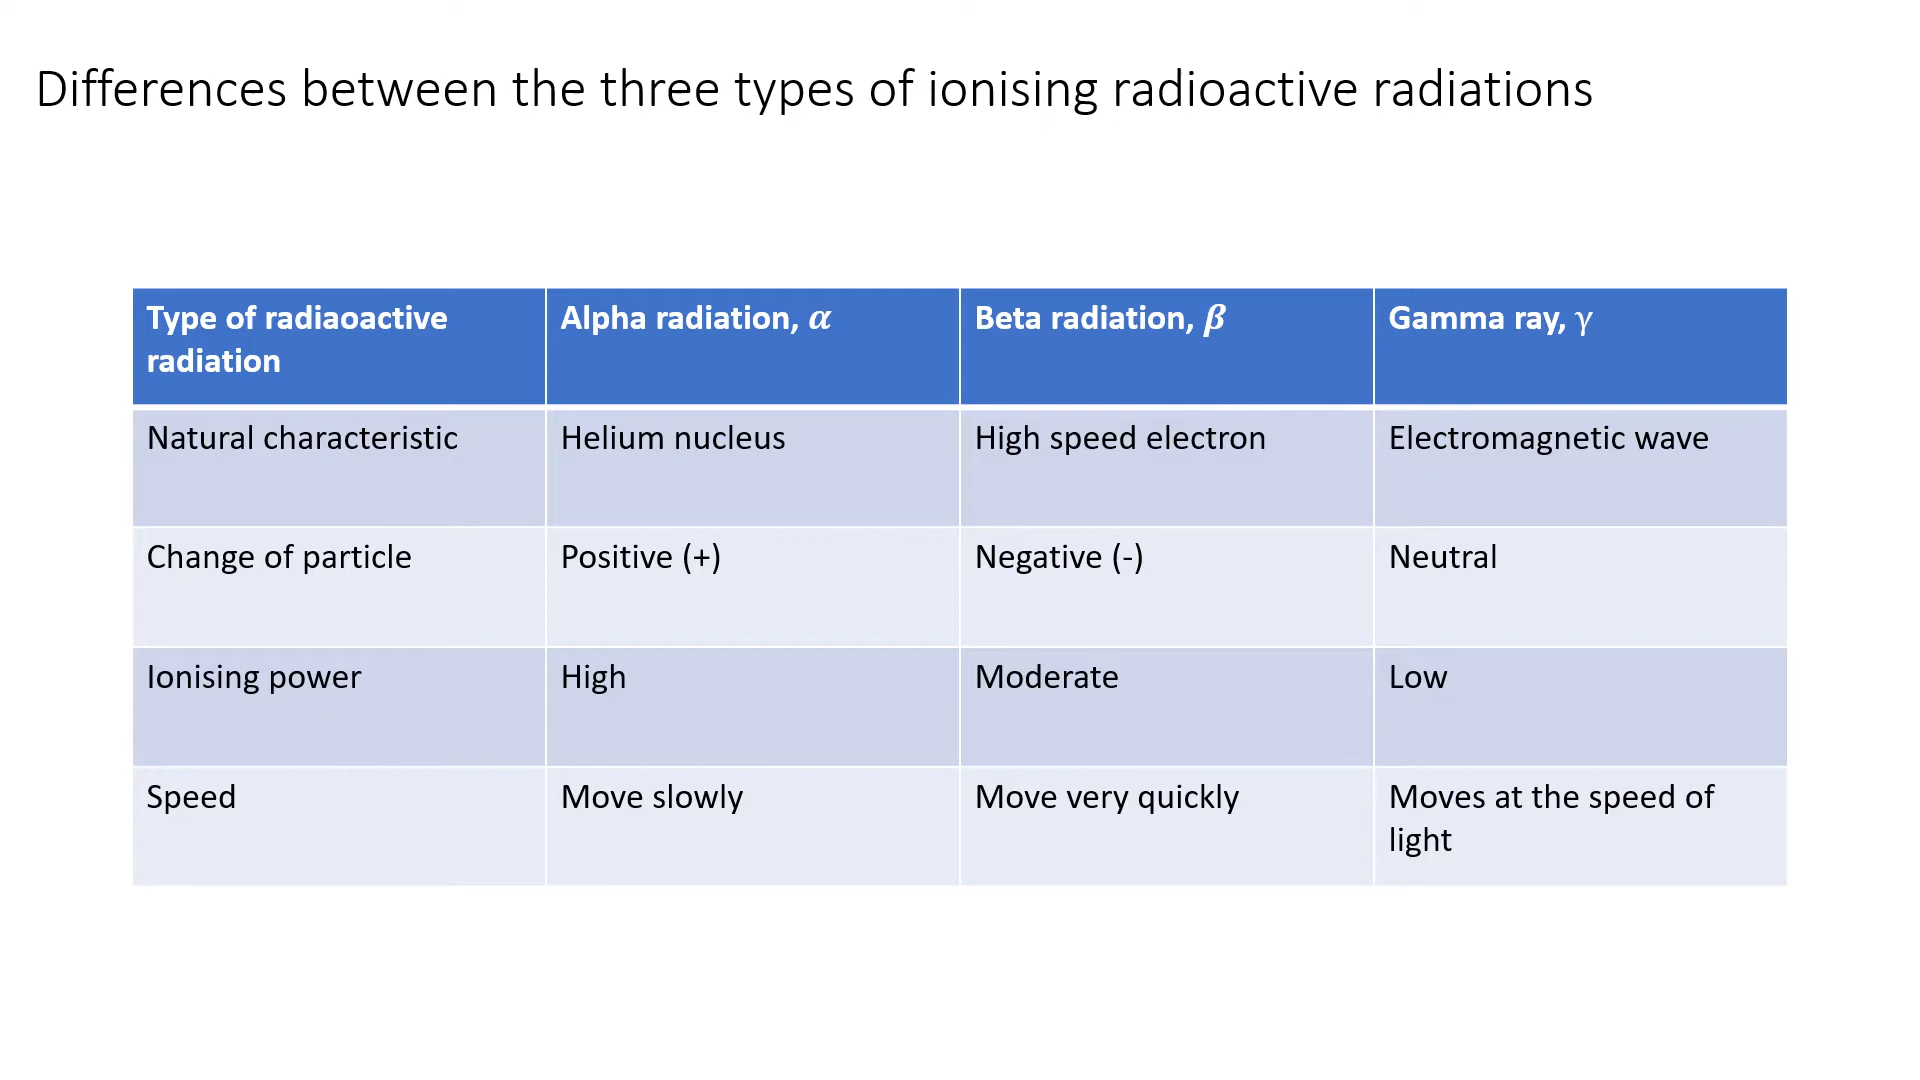 Differences between the three types of ionising radioactive radiations
Type of radiaoactive
radiation
Alpha radiation, α
Beta radiation, β
Gamma ray, γ
Natural characteristic
Helium nucleus
High speed electron
Electromagnetic wave
Change of particle
Positive (+)
Negative (-)
Neutral
Ionising power
High
Moderate
Low
Speed
Move slowly
Move very quickly
Moves at the speed of
light